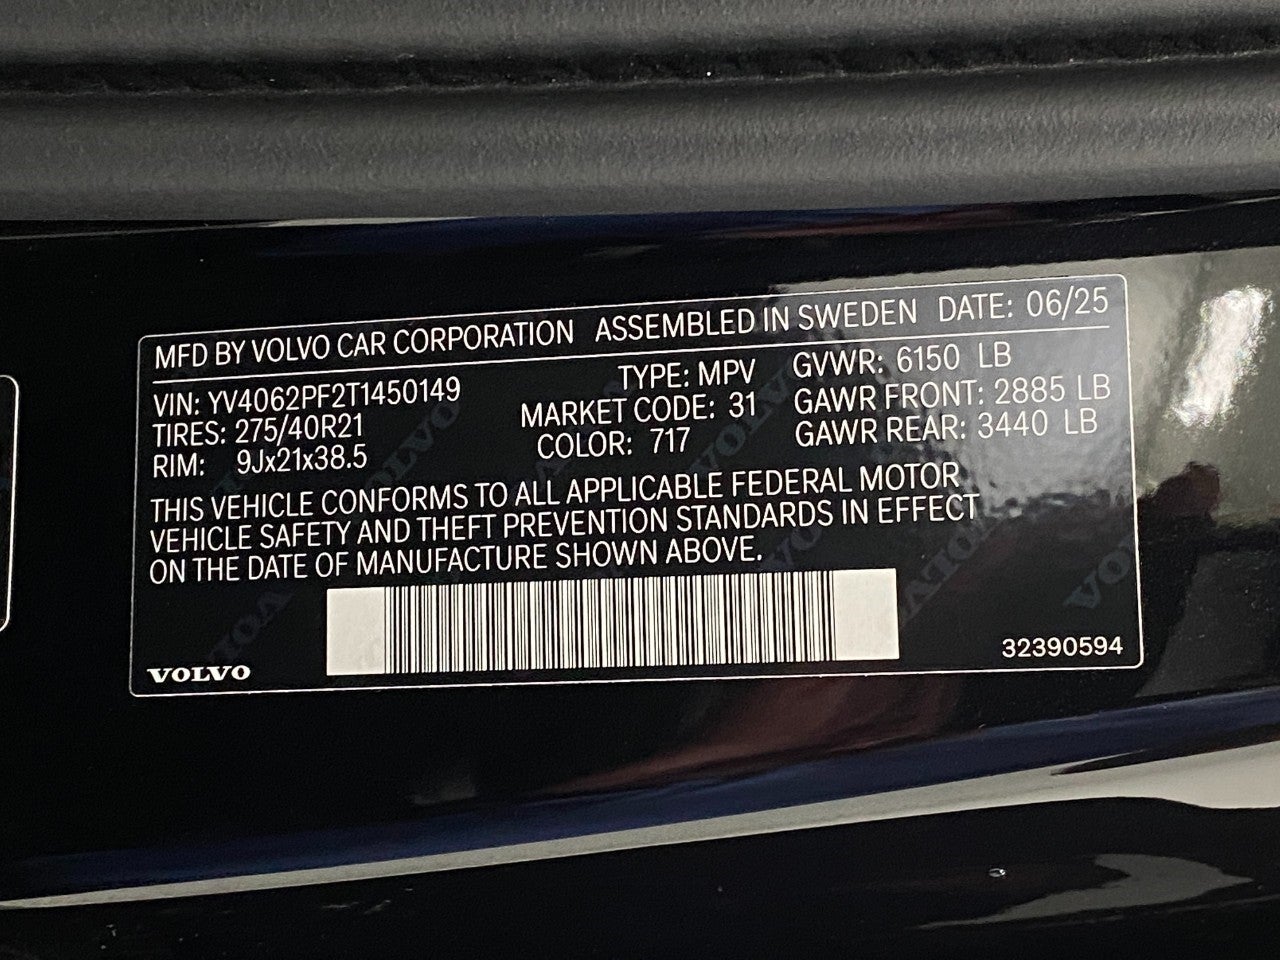 MFD BY VOLVO CAR CORPORATION ASSEMBLED IN SWEDEN DATE: 06/25
VIN: YV4062PF2T1450149 TYPE: MPV GVWR: 6150 LB
TIRES: 275/40R21 MARKET CODE: 31 GAWR FRONT: 2885 LB
RIM: 9Jx21x38.5 COLOR: 717 GAWR REAR: 3440 LB
THIS VEHICLE CONFORMS TO ALL APPLICABLE FEDERAL MOTOR
VEHICLE SAFETY AND THEFT PREVENTION STANDARDS IN EFFECT
ON THE DATE OF MANUFACTURE SHOWN ABOVE.
VOLVO 32390594